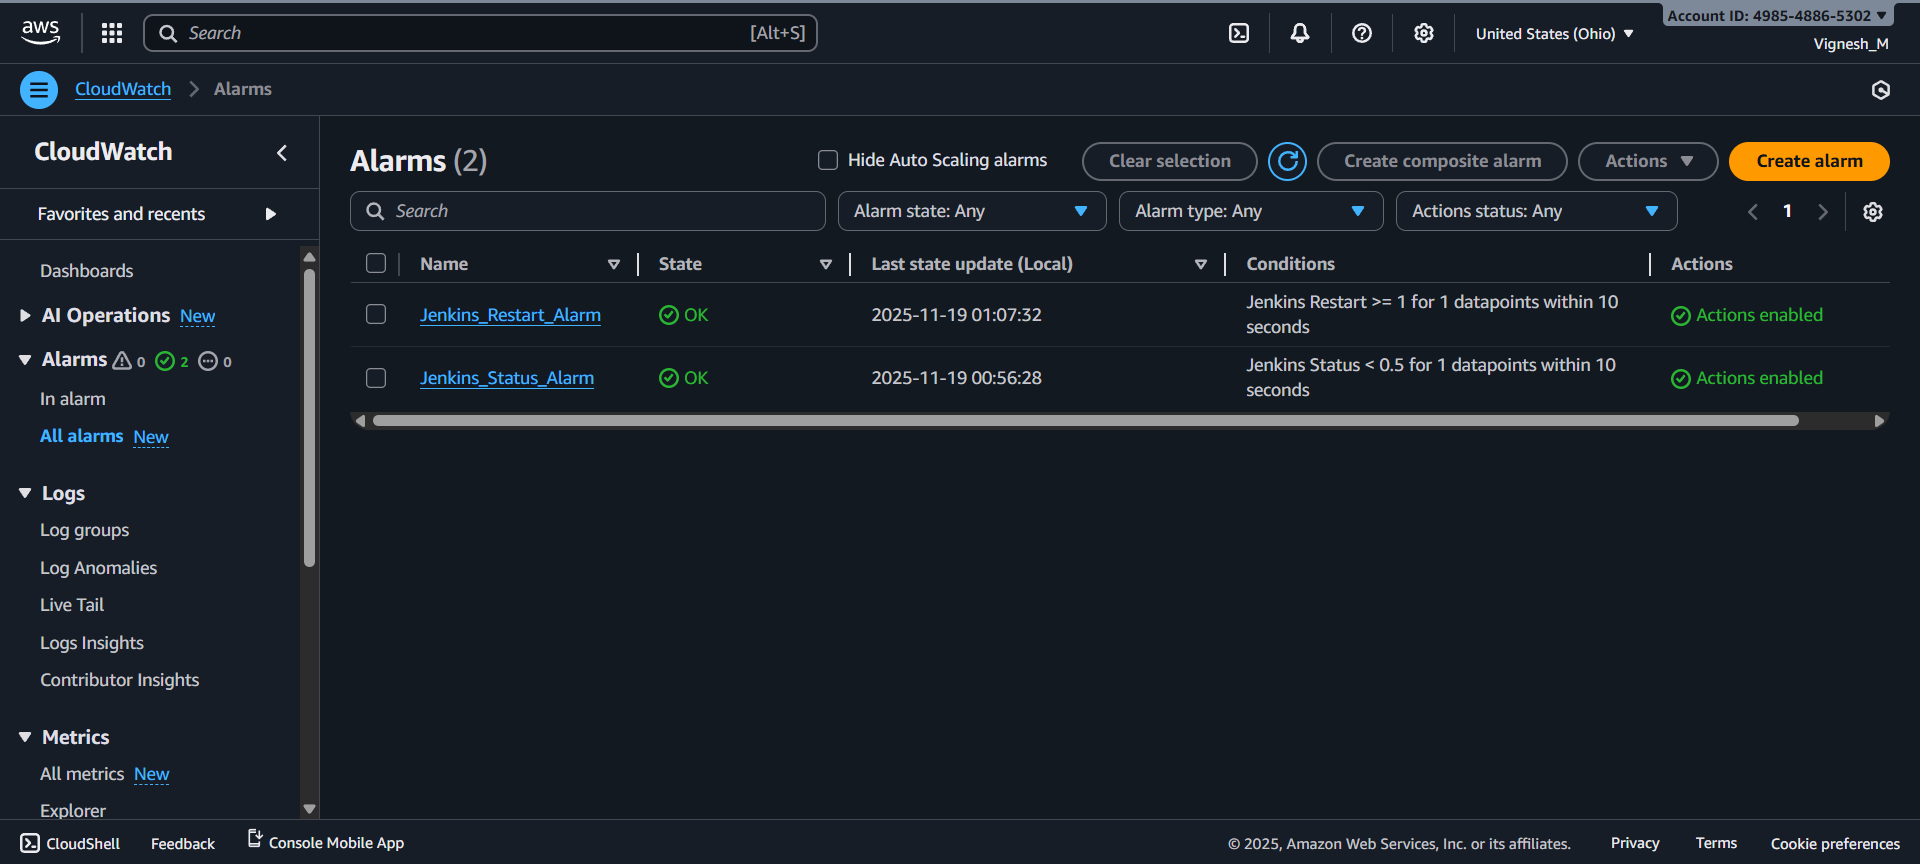 aws
Search
[Alt+S]
United States (Ohio)
Account ID: 4985-4886-5302
Vignesh_M
CloudWatch
Alarms
CloudWatch
Favorites and recents
Dashboards
AI Operations New
Alarms 0 2 0
In alarm
All alarms New
Logs
Log groups
Log Anomalies
Live Tail
Logs Insights
Contributor Insights
Metrics
All metrics New
Explorer
Alarms (2)
Hide Auto Scaling alarms
Clear selection
Create composite alarm
Actions
Create alarm
Search
Alarm state: Any
Alarm type: Any
Actions status: Any
1
Name State Last state update (Local) Conditions Actions
Jenkins_Restart_Alarm OK 2025-11-19 01:07:32 Jenkins Restart >= 1 for 1 datapoints within 10
seconds
Actions enabled
Jenkins_Status_Alarm OK 2025-11-19 00:56:28 Jenkins Status < 0.5 for 1 datapoints within 10
seconds
Actions enabled
CloudShell Feedback Console Mobile App
© 2025, Amazon Web Services, Inc. or its affiliates. Privacy Terms Cookie preferences